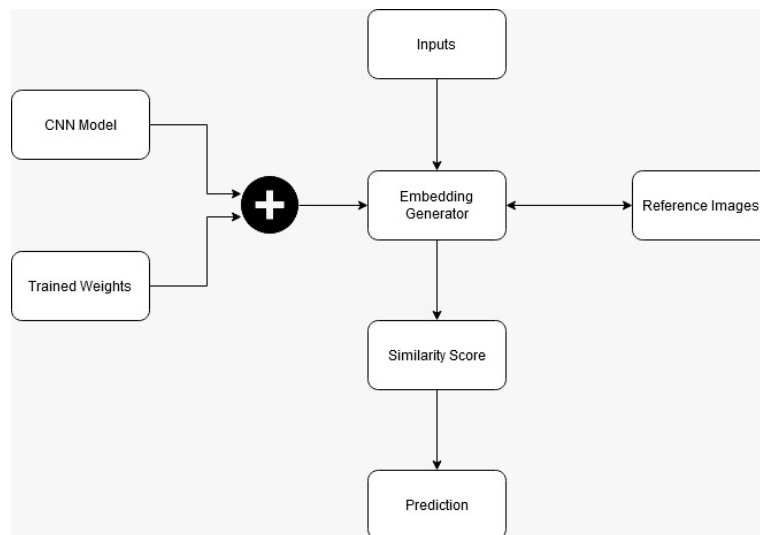 Inputs
CNN Model
Embedding
Generator
Reference Images
Trained Weights
Similarity Score
Prediction